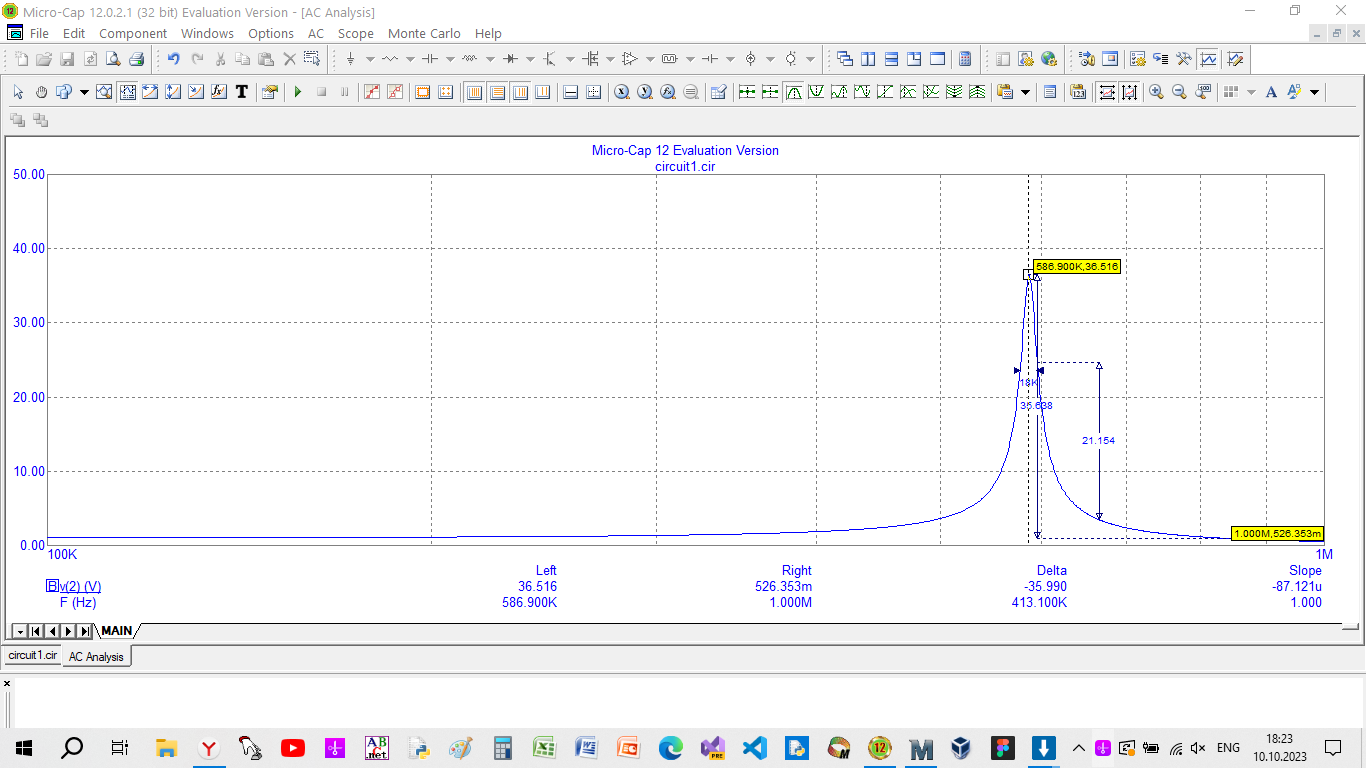 Micro-Cap 12.0.2.1 (32 bit) Evaluation Version - [AC Analysis]
File Edit Component Windows Options AC Scope Monte Carlo Help
Micro-Cap 12 Evaluation Version
circuit1.cir
50.00
40.00
30.00
20.00
10.00
0.00
586.900K,36.516
18K
35.638
21.154
1.000M,526.353m
100K
1M
Left Right Delta Slope
B v(2) (V) 36.516 526.353m -35.990 -87.121u
F (Hz) 586.900K 1.000M 413.100K 1.000
MAIN
circuit1.cir AC Analysis
ENG
18:23
10.10.2023